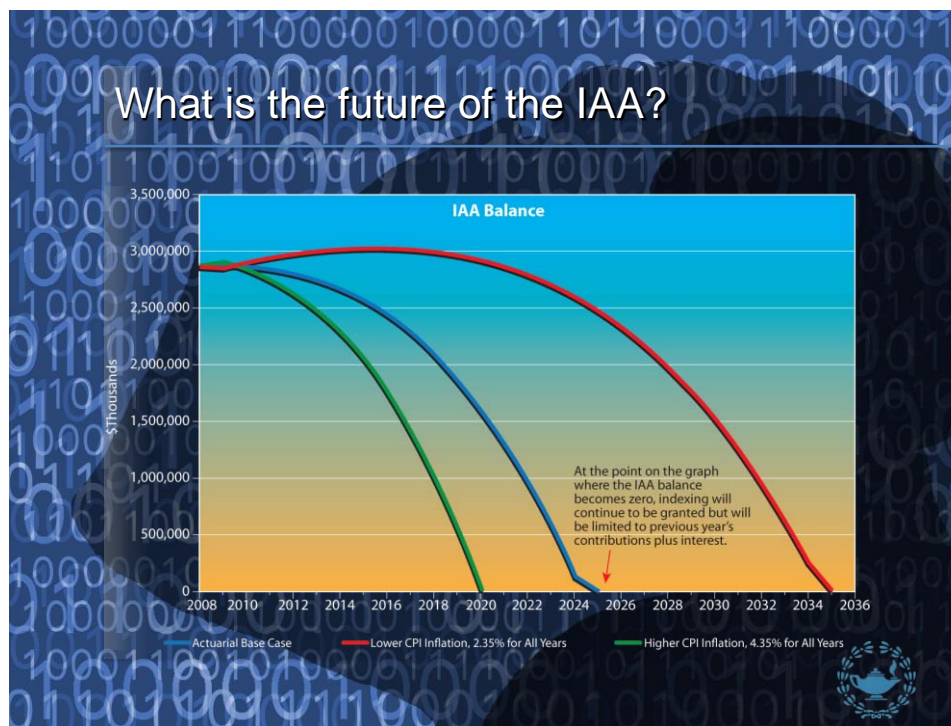 What is the future of the IAA?
IAA Balance
$Thousands
3,500,000
3,000,000
2,500,000
2,000,000
1,500,000
1,000,000
500,000
0
At the point on the graph
where the IAA balance
becomes zero, indexing will
continue to be granted but will
be limited to previous year's
contributions plus interest.
2008 2010 2012 2014 2016 2018 2020 2022 2024 2026 2028 2030 2032 2034 2036
Actuarial Base Case Lower CPI Inflation, 2.35% for All Years Higher CPI Inflation, 4.35% for All Years